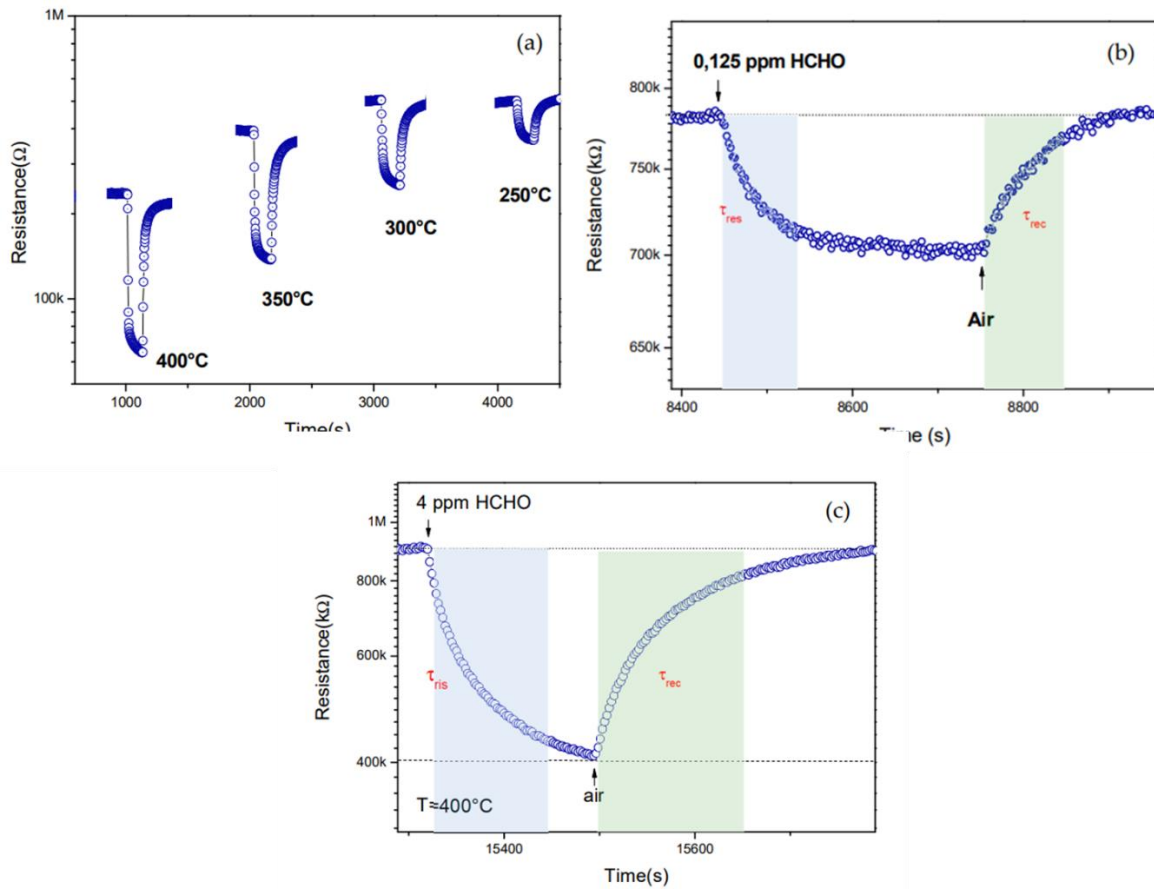 (a)
1M
100k
Resistance(Ω)
400°C
350°C
300°C
250°C
1000
2000
3000
4000
Time(s)
(b)
0,125 ppm HCHO
800k
750k
700k
650k
Resistance(kΩ)
τres
τrec
Air
8400
8600
8800
Time (s)
(c)
4 ppm HCHO
1M
800k
600k
400k
Resistance(kΩ)
τris
τrec
air
T=400°C
15400
15600
Time(s)